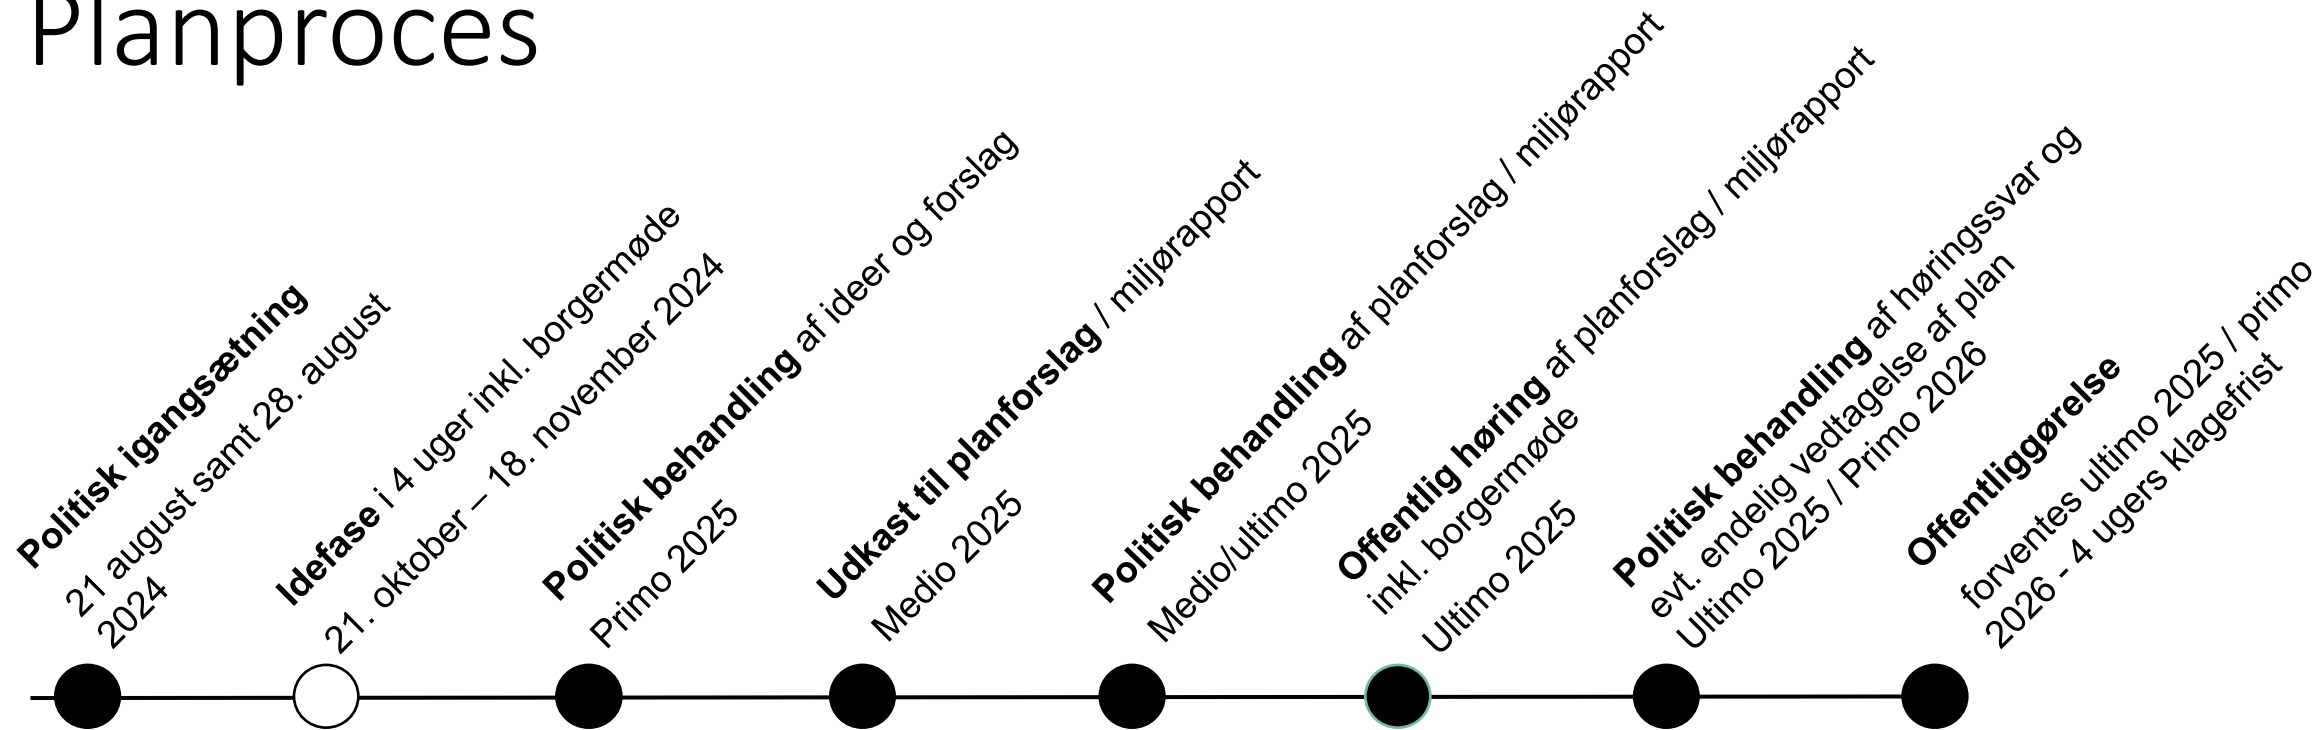 Planproces
Politisk igangsætning
21 august samt 28. august
2024
Idefase i 4 uger inkl. borgermøde
21. oktober – 18. november 2024
Politisk behandling af ideer og forslag
Primo 2025
Udkast til planforslag / miljørapport
Medio 2025
Politisk behandling af planforslag / miljørapport
Medio/ultimo 2025
Offentlig høring af planforslag / miljørapport
inkl. borgermøde
Ultimo 2025
Politisk behandling af høringssvar og
evt. endelig vedtagelse af plan
Ultimo 2025 / Primo 2026
Offentliggørelse
forventes ultimo 2025 / primo
2026 - 4 ugers klagefrist